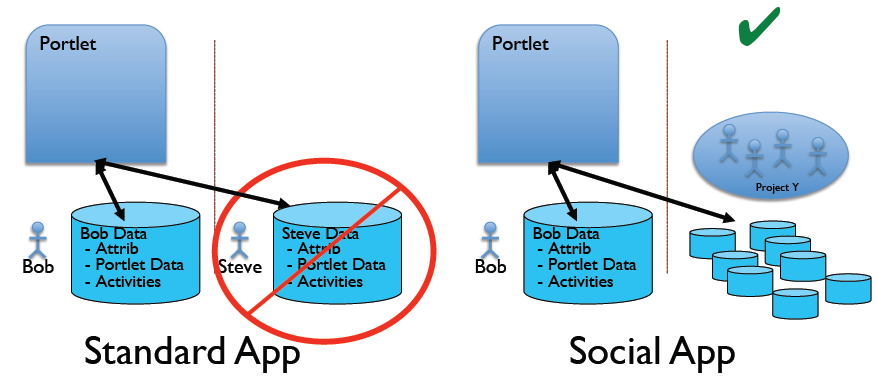 Portlet
Bob Data
- Attrib
- Portlet Data
- Activities
Bob
Steve Data
- Attrib
- Portlet Data
- Activities
Steve
Standard App
Portlet
Project Y
Bob Data
- Attrib
- Portlet Data
- Activities
Bob
Social App